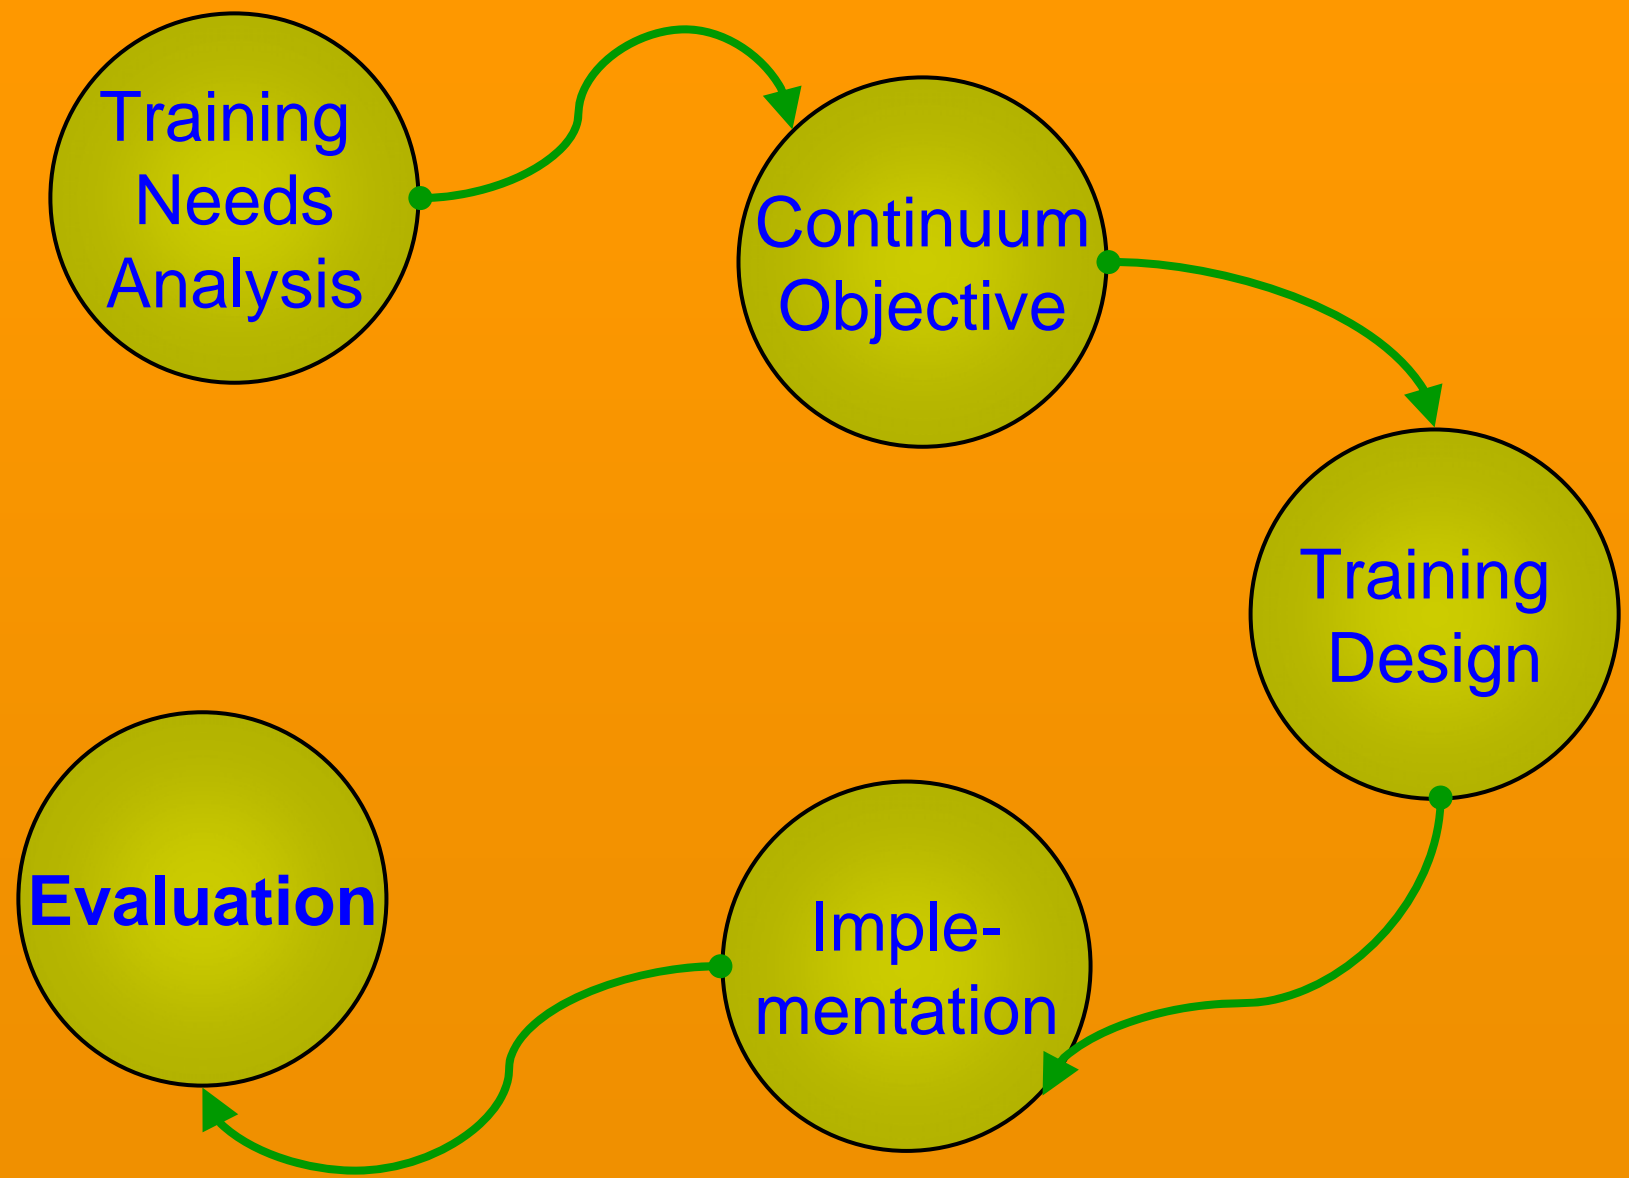 Training
Needs
Analysis
Continuum
Objective
Training
Design
Imple-
mentation
Evaluation